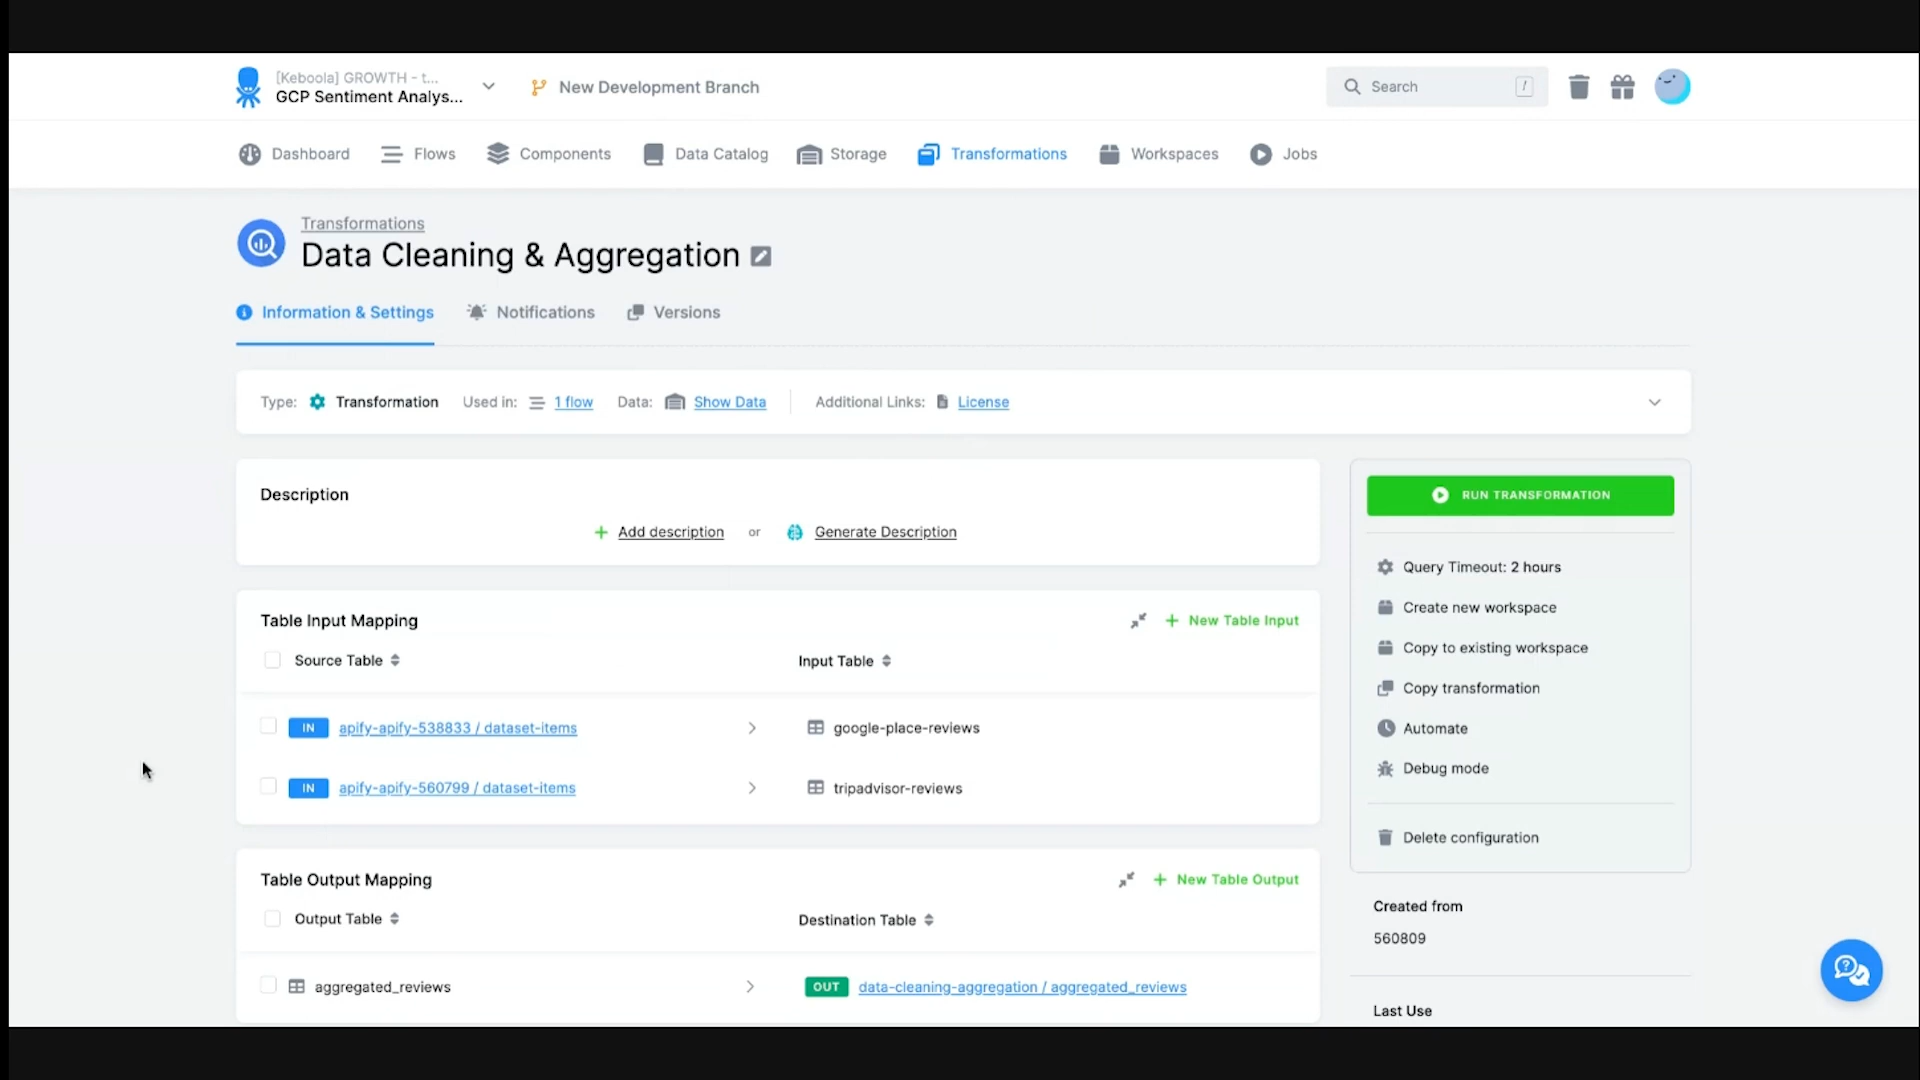 [Keboola] GROWTH - t...
GCP Sentiment Analys...
New Development Branch
Search /
Dashboard Flows Components Data Catalog Storage Transformations Workspaces Jobs
Transformations
Data Cleaning & Aggregation
Information & Settings Notifications Versions
Type: Transformation Used in: 1 flow Data: Show Data Additional Links: License
Description
Add description or Generate Description
RUN TRANSFORMATION
Query Timeout: 2 hours
Create new workspace
Copy to existing workspace
Copy transformation
Automate
Debug mode
Delete configuration
Created from
560809
Last Use
Table Input Mapping
New Table Input
Source Table Input Table
IN apify-apify-538833 / dataset-items google-place-reviews
IN apify-apify-560799 / dataset-items tripadvisor-reviews
Table Output Mapping
New Table Output
Output Table Destination Table
aggregated_reviews OUT data-cleaning-aggregation / aggregated_reviews